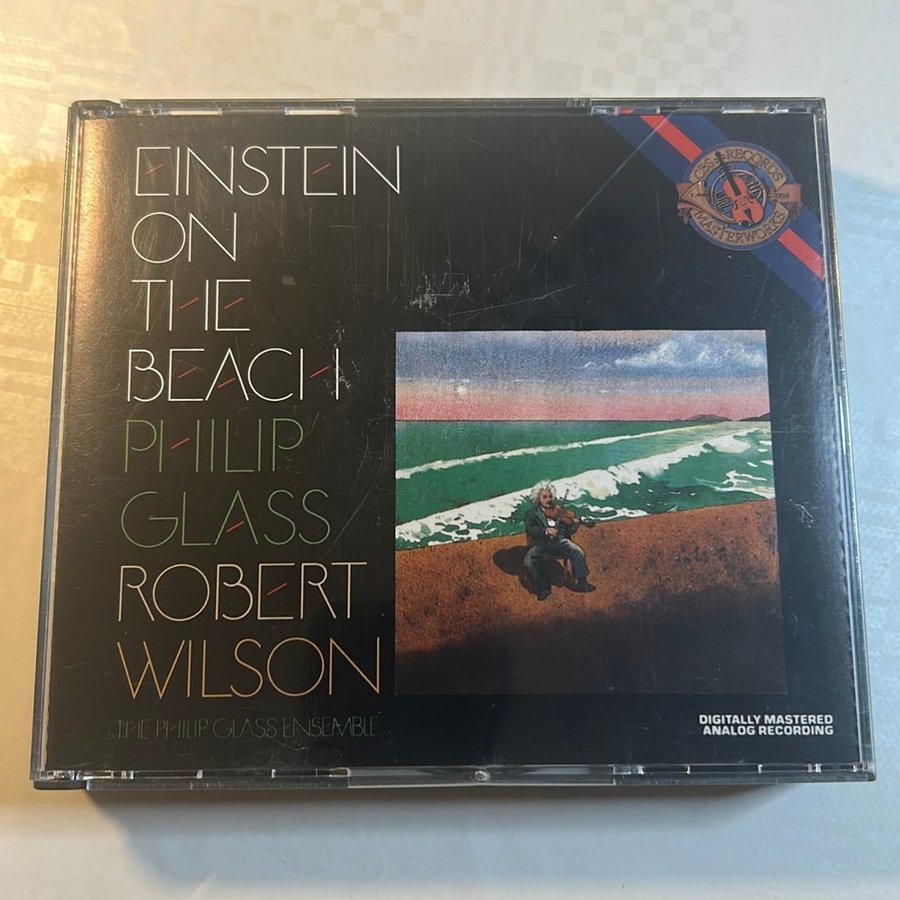 EINSTEIN
ON
THE
BEACH
PHILIP
GLASS
ROBERT
WILSON
THE PHILIP GLASS ENSEMBLE
CBS RECORDS
MASTERWORKS
DIGITALLY MASTERED
ANALOG RECORDING